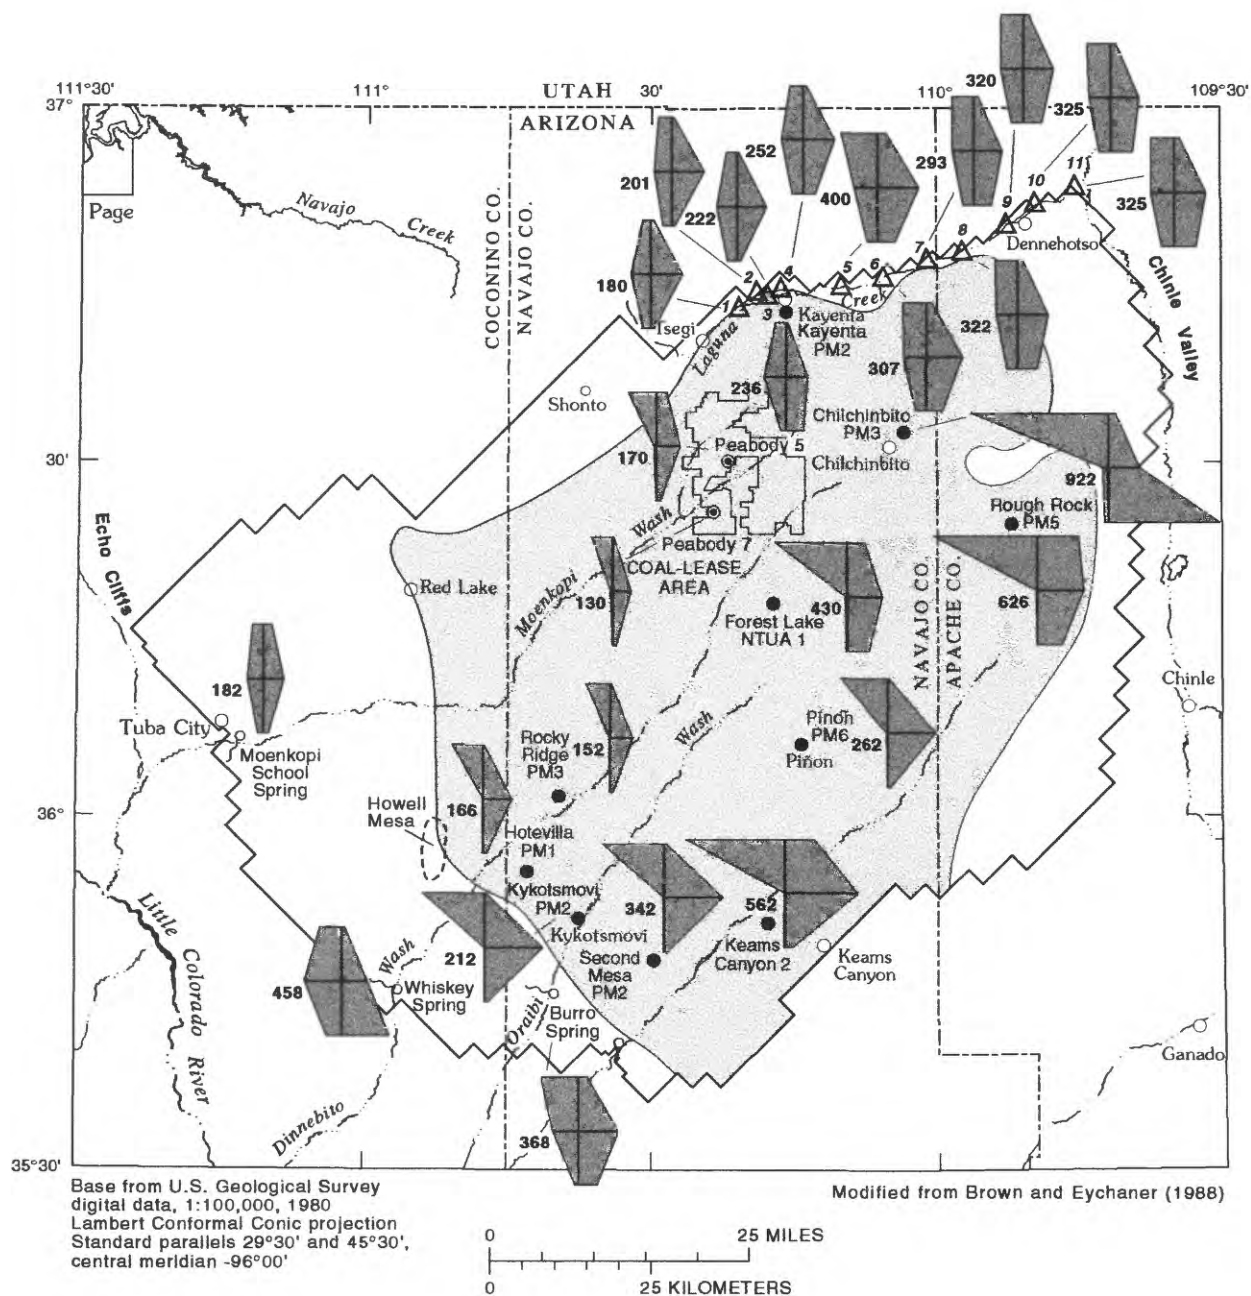 111°30'
111°
30'
110°
109°30'
37°
UTAH
ARIZONA
320
325
252
293
201
222
400
325
11
10
9
8
7
6
5
4
2
1
3
180
Page
Navajo
Creek
COCONINO CO.
NAVAJO CO.
Dennehotso
Chinle Valley
Creek
Kayenta
Kayenta
PM2
Tsegi
Laguna
322
307
236
Shonto
Chilchinbito
PM3
Peabody 5
Chilchinbito
170
922
30'
Rough Rock
PM5
Wash
Peabody 7
COAL-LEASE
AREA
Echo Cliffs
Red Lake
Moenkopi
130
430
626
Forest Lake
NTUA 1
NAVAJO CO.
APACHE CO.
182
Tuba City
Chinle
Moenkopi
School
Spring
Rocky
Ridge
PM3
152
Wash
Pinon
PM6
Piñon
262
36°
Howell
Mesa
166
Hotevilla
PM1
Kykotsmovi
PM2
Kykotsmovi
342
562
Keams
Canyon 2
Keams
Canyon
Second
Mesa
PM2
212
458
Wash
Whiskey
Spring
Little Colorado River
Oraibi
Burro
Spring
Ganado
Dinnebito
368
35°30'
Base from U.S. Geological Survey
digital data, 1:100,000, 1980
Lambert Conformal Conic projection
Standard parallels 29°30' and 45°30',
central meridian -96°00'
Modified from Brown and Eychaner (1988)
0 25 MILES
0 25 KILOMETERS